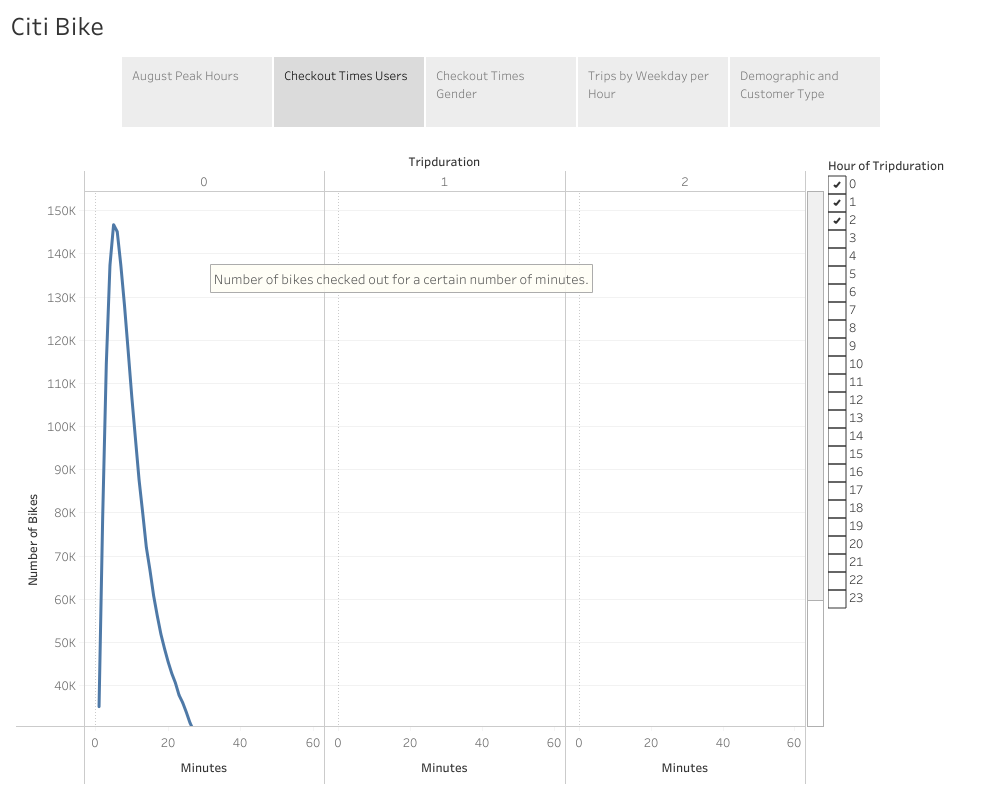 Citi Bike
August Peak Hours
Checkout Times Users
Checkout Times
Gender
Trips by Weekday per
Hour
Demographic and
Customer Type
Tripduration
0 1 2
150K
140K
130K
120K
110K
100K
90K
80K
70K
60K
50K
40K
Number of Bikes
Number of bikes checked out for a certain number of minutes.
0 20 40 60 0 20 40 60 0 20 40 60
Minutes Minutes Minutes
Hour of Tripduration
0
1
2
3
4
5
6
7
8
9
10
11
12
13
14
15
16
17
18
19
20
21
22
23